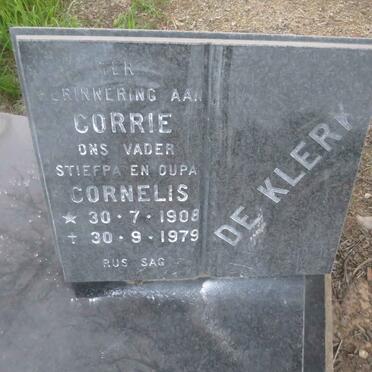 TER
HERINNERING AAN
CORRIE
ONS VADER
STIEFPA EN OUPA
CORNELIS
★ 30·7·1908
✝ 30·9·1979
RUS SAG
DE KLERK